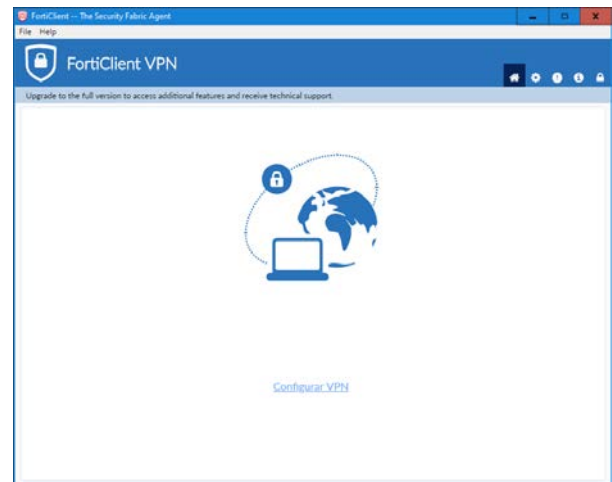 FortiClient -- The Security Fabric Agent
File Help
FortiClient VPN
Upgrade to the full version to access additional features and receive technical support.
Configurar VPN